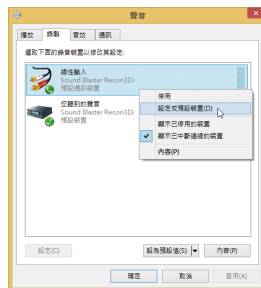 聲音
播放 錄製 音效 通訊
選取下面的錄音裝置以修改其設定:
線性輸入
Sound Blaster Recon3Di
預設通訊裝置
您聽到的聲音
Sound Blaster Recon3Di
預設裝置
停用
設定成預設裝置(D)
顯示已停用的裝置
顯示已中斷連線的裝置
內容(P)
設定(C) 設為預設值(S) 內容(P)
確定 取消 套用(A)